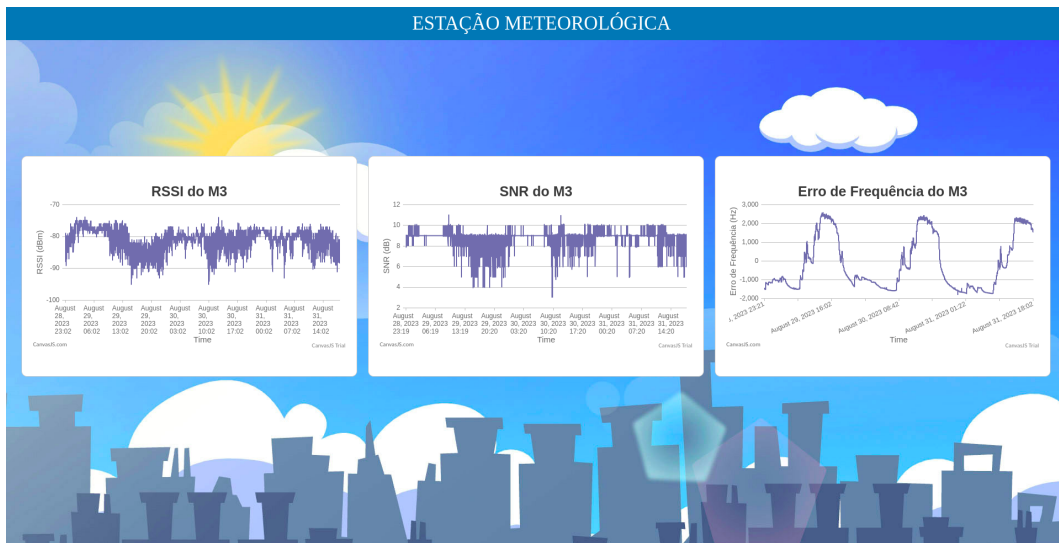 ESTAÇÃO METEOROLÓGICA
RSSI do M3
RSSI (dBm)
-70
-80
-90
-100
August 28, 2023 23:02
August 29, 2023 06:02
August 29, 2023 13:02
August 29, 2023 20:02
August 30, 2023 03:02
August 30, 2023 10:02
August 30, 2023 17:02
August 31, 2023 00:02
August 31, 2023 07:02
August 31, 2023 14:02
Time
CanvasJS.com
CanvasJS Trial
SNR do M3
SNR (dB)
12
10
8
6
4
2
August 28, 2023 23:19
August 29, 2023 06:19
August 29, 2023 13:19
August 29, 2023 20:20
August 30, 2023 03:20
August 30, 2023 10:20
August 30, 2023 17:20
August 31, 2023 00:20
August 31, 2023 07:20
August 31, 2023 14:20
Time
CanvasJS.com
CanvasJS Trial
Erro de Frequência do M3
Erro de Frequência (Hz)
3,000
2,000
1,000
0
-1,000
-2,000
, 2023 23:21
August 29, 2023 16:02
August 30, 2023 08:42
August 31, 2023 01:22
August 31, 2023 18:02
Time
CanvasJS.com
CanvasJS Trial